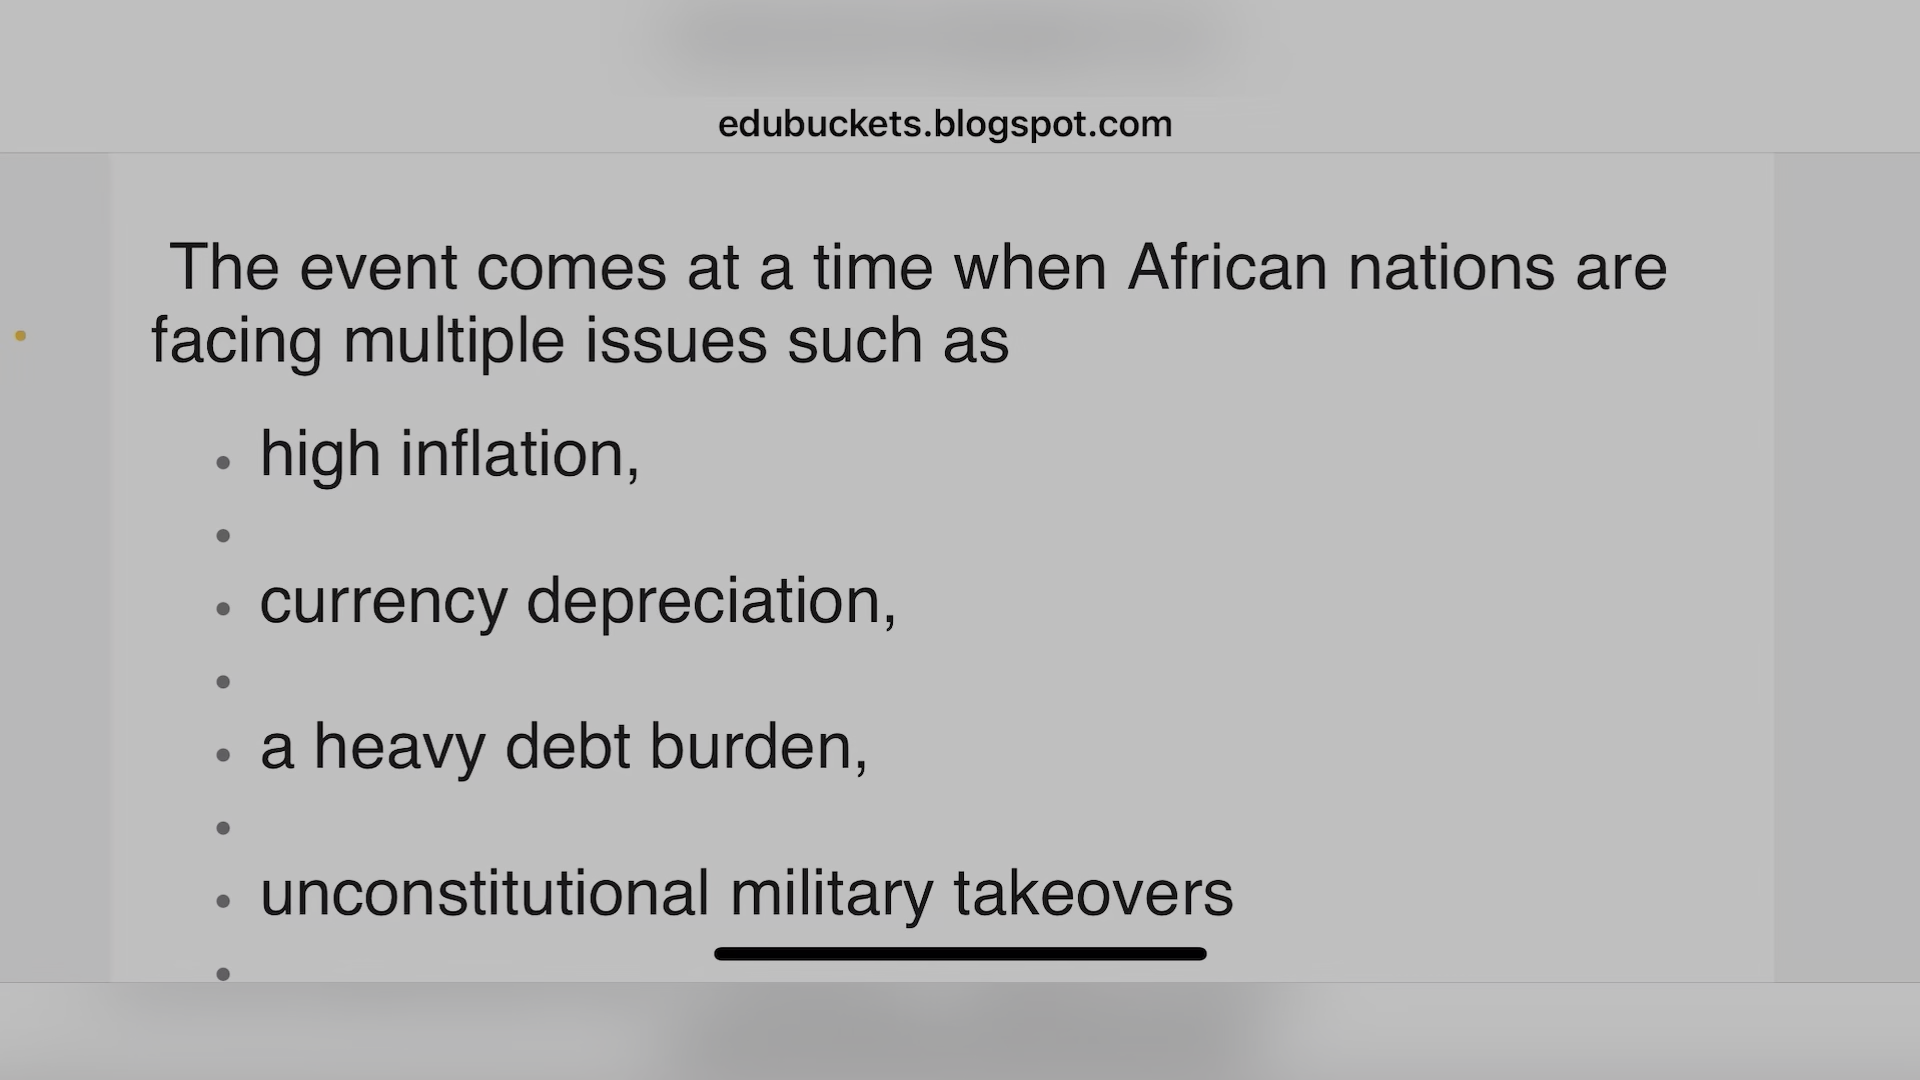 edubuckets.blogspot.com
The event comes at a time when African nations are
facing multiple issues such as
• high inflation,
•
• currency depreciation,
•
• a heavy debt burden,
•
• unconstitutional military takeovers
•